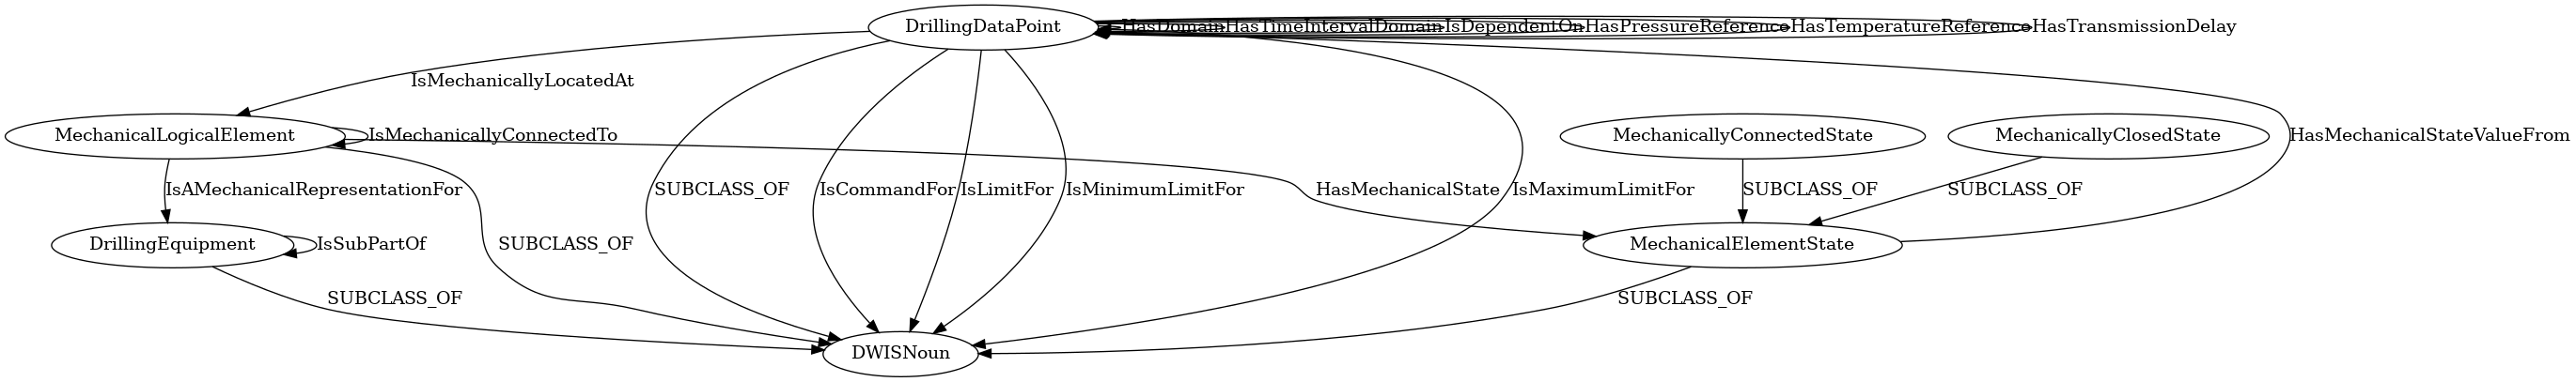 DrillingDataPoint
HasDomain
HasTimeIntervalDomain
IsDependentOn
HasPressureReference
HasTemperatureReference
HasTransmissionDelay
IsMechanicallyLocatedAt
MechanicalLogicalElement
IsMechanicallyConnectedTo
MechanicallyConnectedState
MechanicallyClosedState
HasMechanicalStateValueFrom
IsAMechanicalRepresentationFor
SUBCLASS_OF
IsCommandFor
IsLimitFor
IsMinimumLimitFor
HasMechanicalState
IsMaximumLimitFor
SUBCLASS_OF
SUBCLASS_OF
DrillingEquipment
IsSubPartOf
SUBCLASS_OF
MechanicalElementState
SUBCLASS_OF
SUBCLASS_OF
DWISNoun